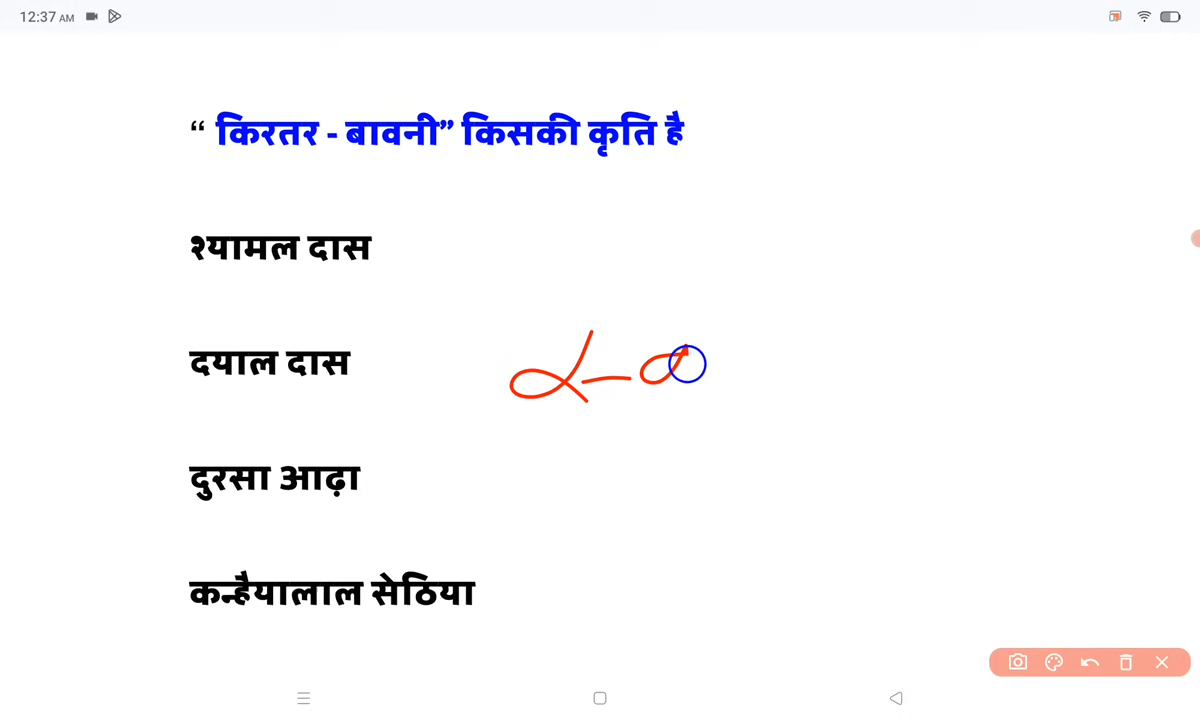 12:37 AM
“ किरतर - बावनी” किसकी कृति है
श्यामल दास
दयाल दास
दुरसा आढ़ा
कन्हैयालाल सेठिया